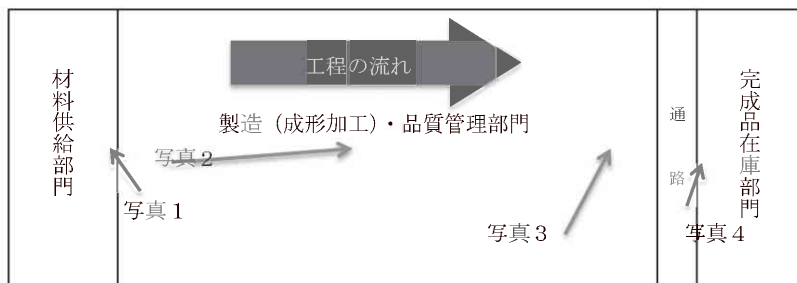 材料供給部門
工程の流れ
製造（成形加工）・品質管理部門
写真２
写真１
写真３
通路
写真４
完成品在庫部門